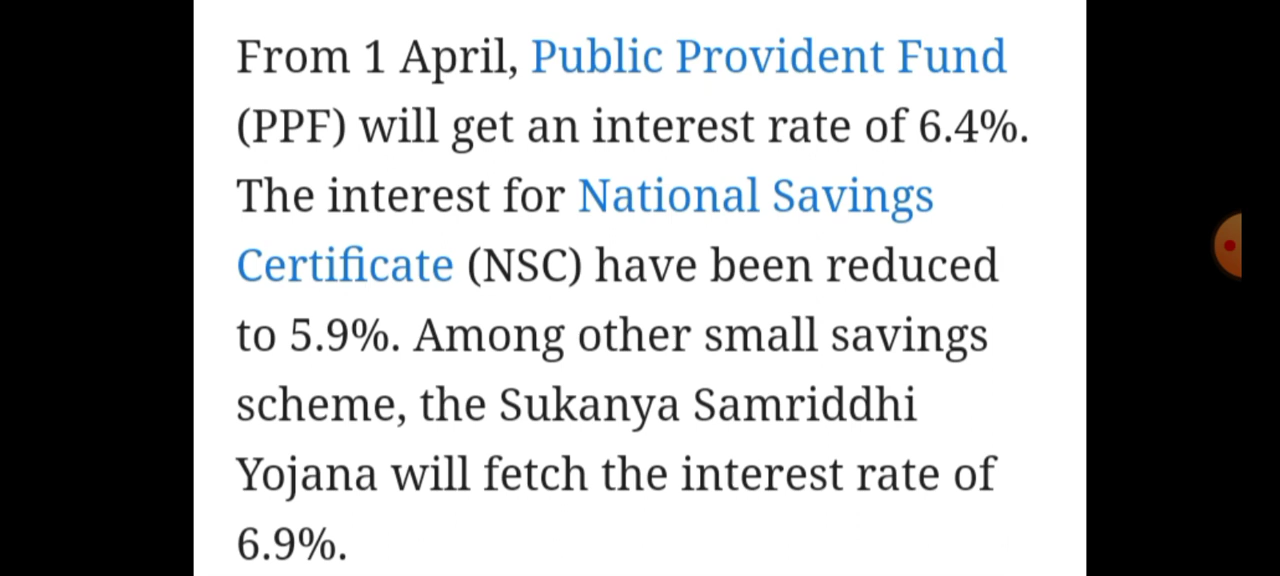 From 1 April, Public Provident Fund
(PPF) will get an interest rate of 6.4%.
The interest for National Savings
Certificate (NSC) have been reduced
to 5.9%. Among other small savings
scheme, the Sukanya Samriddhi
Yojana will fetch the interest rate of
6.9%.